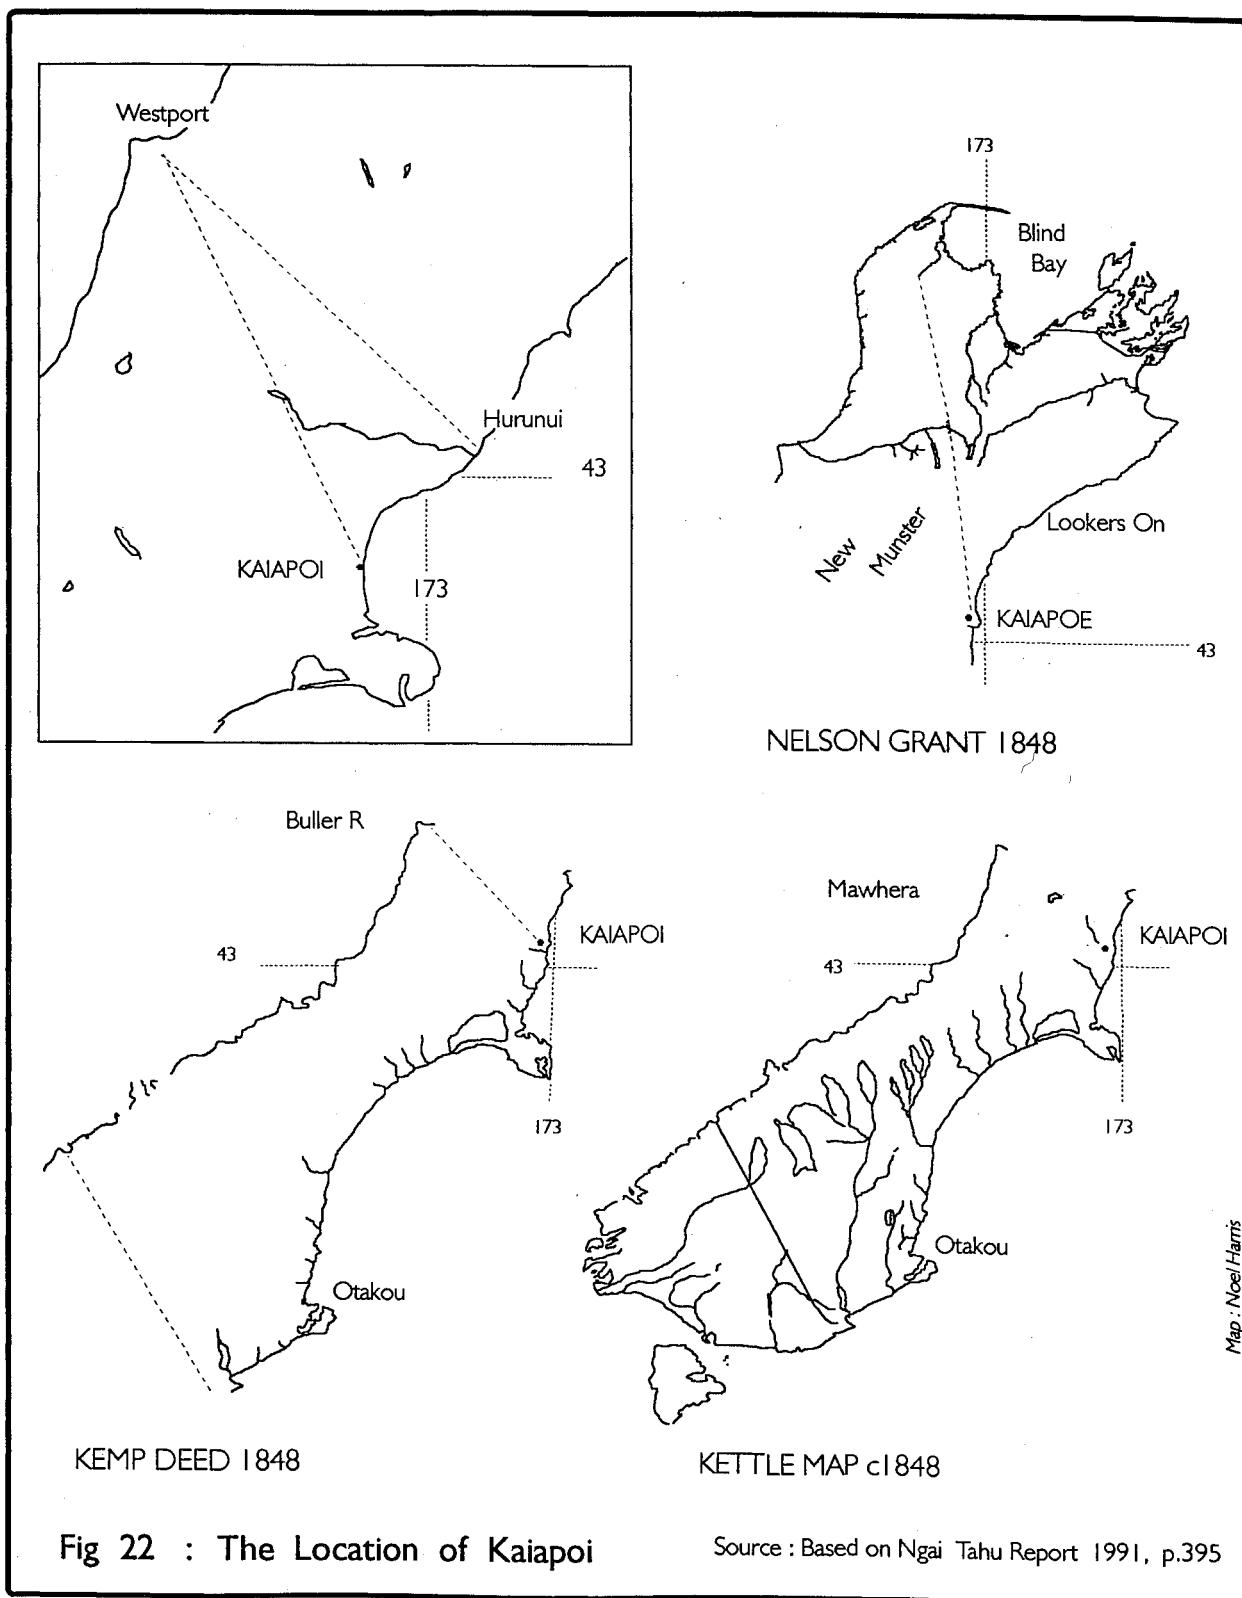 Westport
Hurunui
43
KAIAPOI
173
173
Blind
Bay
New
Munster
Lookers On
KAIAPOE
43
NELSON GRANT 1848
Buller R
KAIAPOI
43
173
Otakou
KEMP DEED 1848
Mawhera
KAIAPOI
43
173
Otakou
KETTLE MAP c1848
Map : Noel Harris
Fig 22 : The Location of Kaiapoi
Source : Based on Ngai Tahu Report 1991, p.395